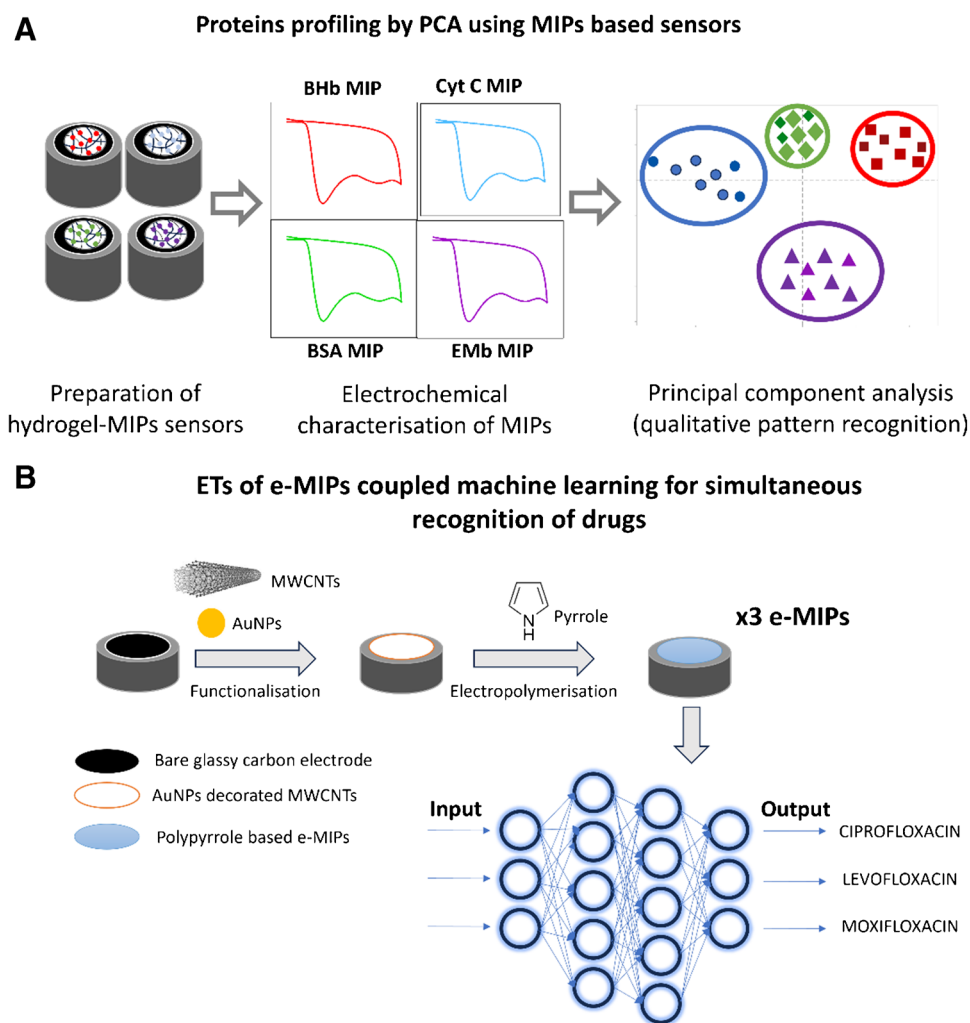 A
Proteins profiling by PCA using MIPs based sensors
BHb MIP
Cyt C MIP
BSA MIP
EMb MIP
Preparation of
hydrogel-MIPs sensors
Electrochemical
characterisation of MIPs
Principal component analysis
(qualitative pattern recognition)
B
ETs of e-MIPs coupled machine learning for simultaneous
recognition of drugs
MWCNTs
AuNPs
Functionalisation
N
H
Pyrrole
Electropolymerisation
x3 e-MIPs
Bare glassy carbon electrode
AuNPs decorated MWCNTs
Polypyrrole based e-MIPs
Input
Output
CIPROFLOXACIN
LEVOFLOXACIN
MOXIFLOXACIN